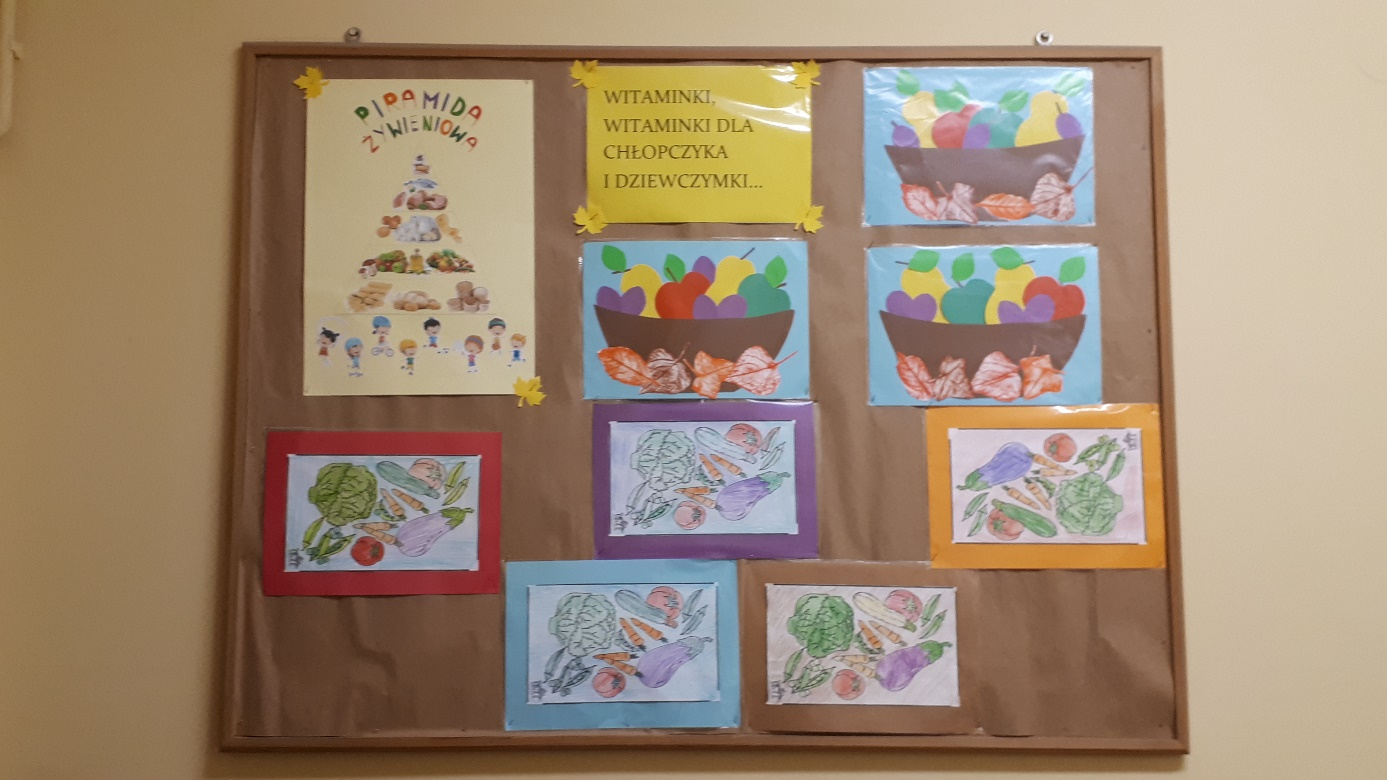 PIRAMIDA
ŻYWIENIOWA
WITAMINKI,
WITAMINKI DLA
CHŁOPCZYKA
I DZIEWCZYMKI...